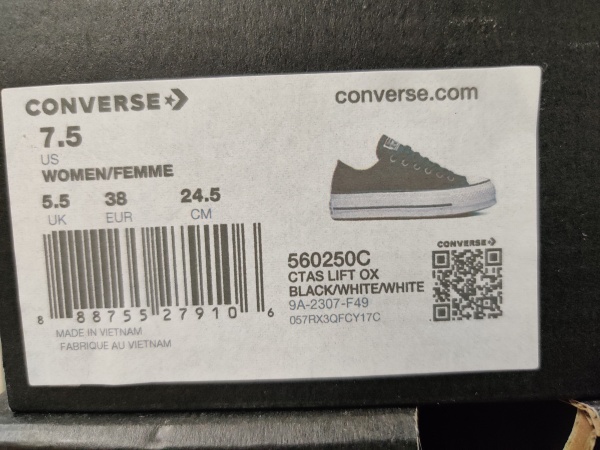 CONVERSE
converse.com
7.5
US
WOMEN/FEMME
5.5 38 24.5
UK EUR CM
560250C
CTAS LIFT OX
BLACK/WHITE/WHITE
9A-2307-F49
057RX3QFCY17C
CONVERSE
8 88755 27910 6
MADE IN VIETNAM
FABRIQUE AU VIETNAM